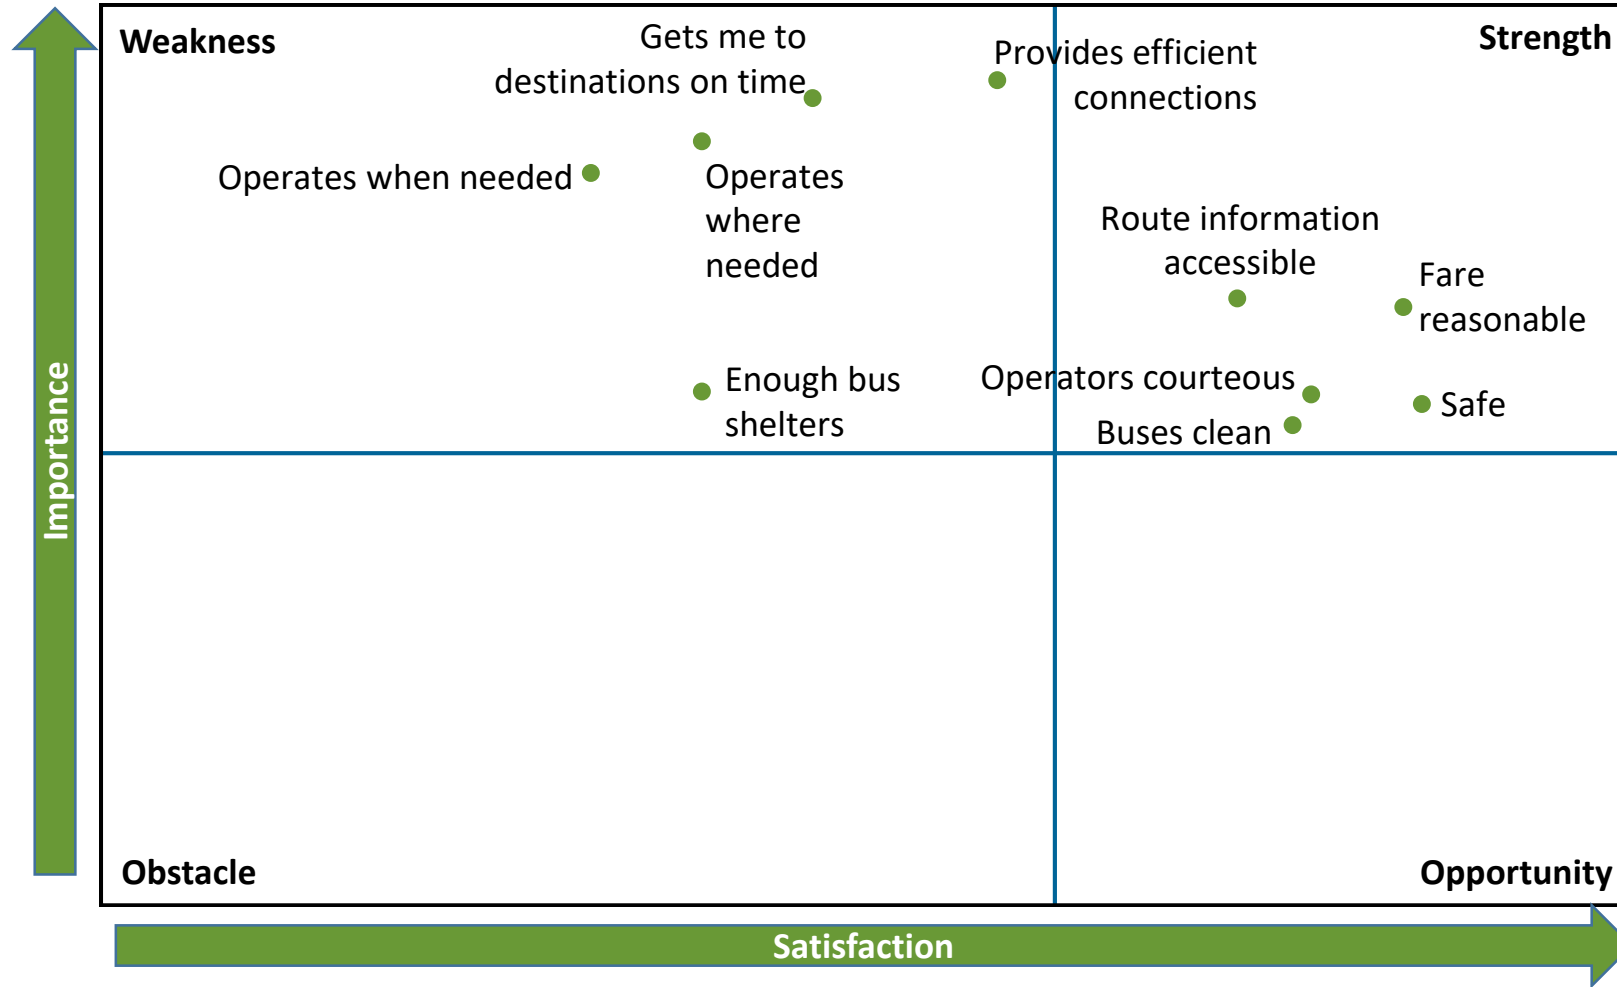 Weakness
Gets me to
destinations on time
Provides efficient
connections
Strength
Operates when needed
Operates
where
needed
Route information
accessible
Fare
reasonable
Enough bus
shelters
Operators courteous
Buses clean
Safe
Importance
Obstacle
Opportunity
Satisfaction